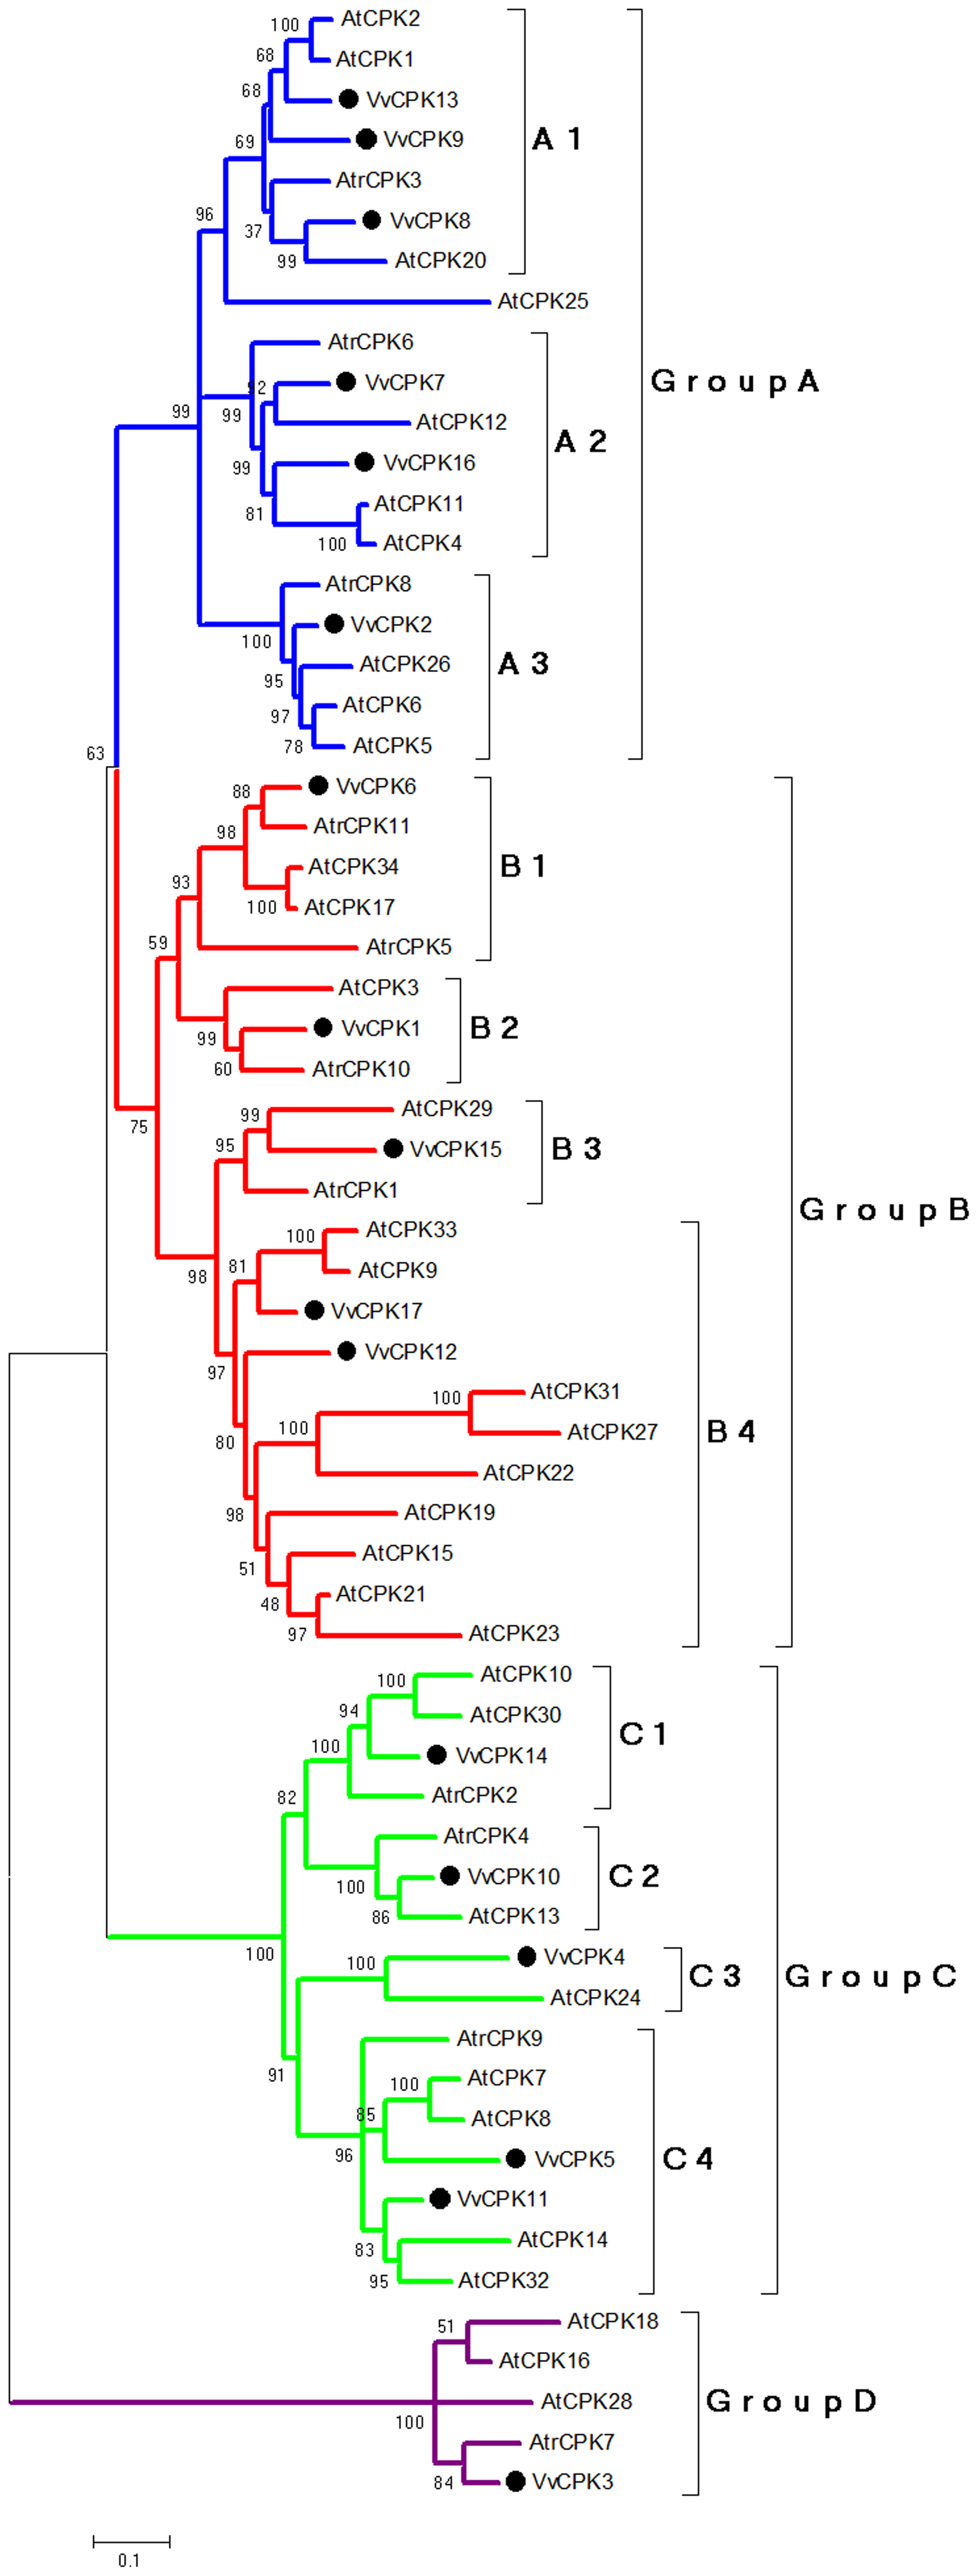 AtCPK2
100
AtCPK1
68
VvCPK13
68
VvCPK9
A 1
69
AtrCPK3
96
VvCPK8
37
AtCPK20
99
AtCPK25
AtrCPK6
VvCPK7
GroupA
92
99
99
AtCPK12
A 2
VvCPK16
99
AtCPK11
81
AtCPK4
100
AtrCPK8
VvCPK2
100
AtCPK26
A 3
95
AtCPK6
97
AtCPK5
78
63
VvCPK6
88
AtrCPK11
98
AtCPK34
B 1
93
AtCPK17
100
59
AtrCPK5
AtCPK3
VvCPK1
B 2
99
AtrCPK10
60
AtCPK29
99
75
VvCPK15
B 3
95
AtrCPK1
GroupB
AtCPK33
100
AtCPK9
81
98
VvCPK17
VvCPK12
97
AtCPK31
100
AtCPK27
100
B 4
80
AtCPK22
AtCPK19
98
AtCPK15
51
AtCPK21
48
AtCPK23
97
AtCPK10
100
AtCPK30
94
C 1
100
VvCPK14
82
AtrCPK2
AtrCPK4
VvCPK10
C 2
100
AtCPK13
86
100
VvCPK4
100
C 3
GroupC
AtCPK24
AtrCPK9
91
AtCPK7
100
AtCPK8
85
96
VvCPK5
C 4
VvCPK11
AtCPK14
83
AtCPK32
95
AtCPK18
51
AtCPK16
AtCPK28
GroupD
100
AtrCPK7
VvCPK3
84
0.1